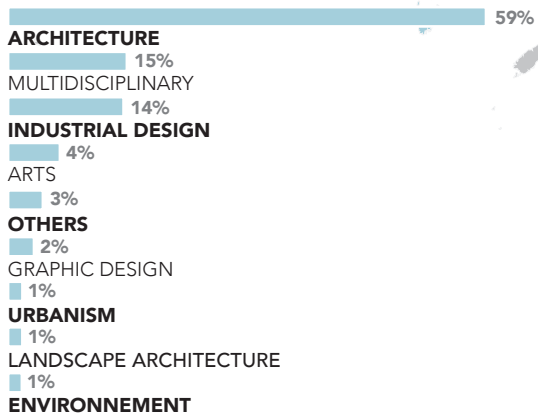 59%
ARCHITECTURE
15%
MULTIDISCIPLINARY
14%
INDUSTRIAL DESIGN
4%
ARTS
3%
OTHERS
2%
GRAPHIC DESIGN
1%
URBANISM
1%
LANDSCAPE ARCHITECTURE
1%
ENVIRONNEMENT